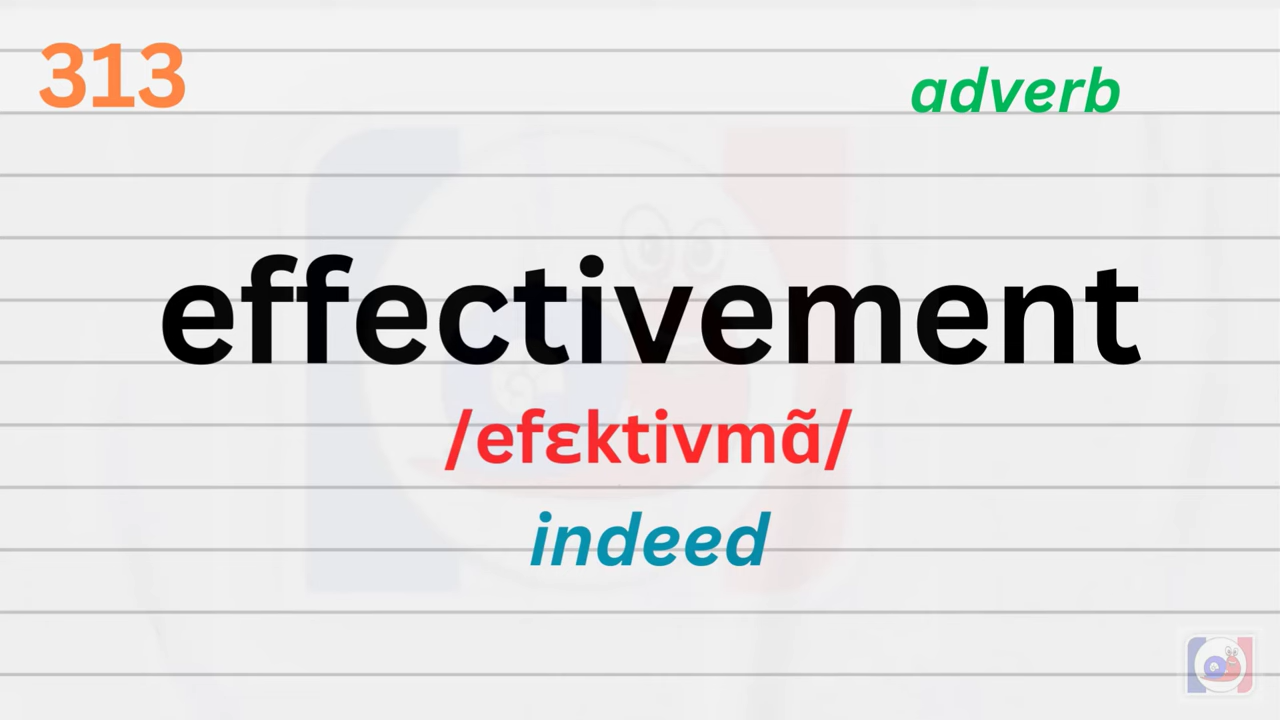 313
adverb
effectivement
/efɛktivmɑ̃/
indeed